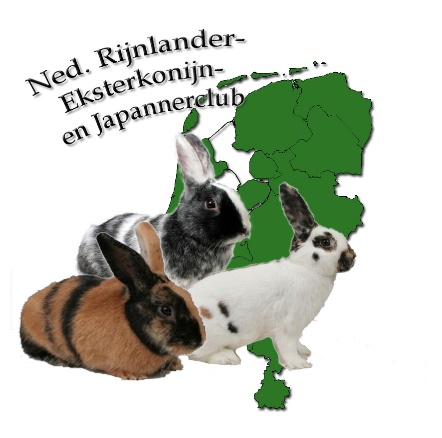 Ned. Rijnlander-
Eksterkonijn-
en Japannerclub